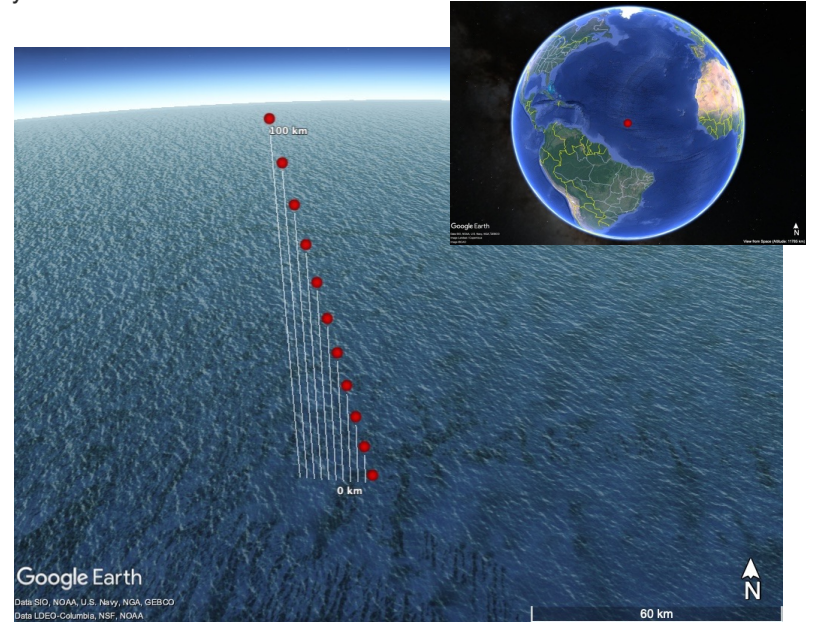 100 km
0 km
Google Earth
Data SIO, NOAA, U.S. Navy, NGA, GEBCO
Data LDEO-Columbia, NSF, NOAA
N
60 km
Google Earth
N